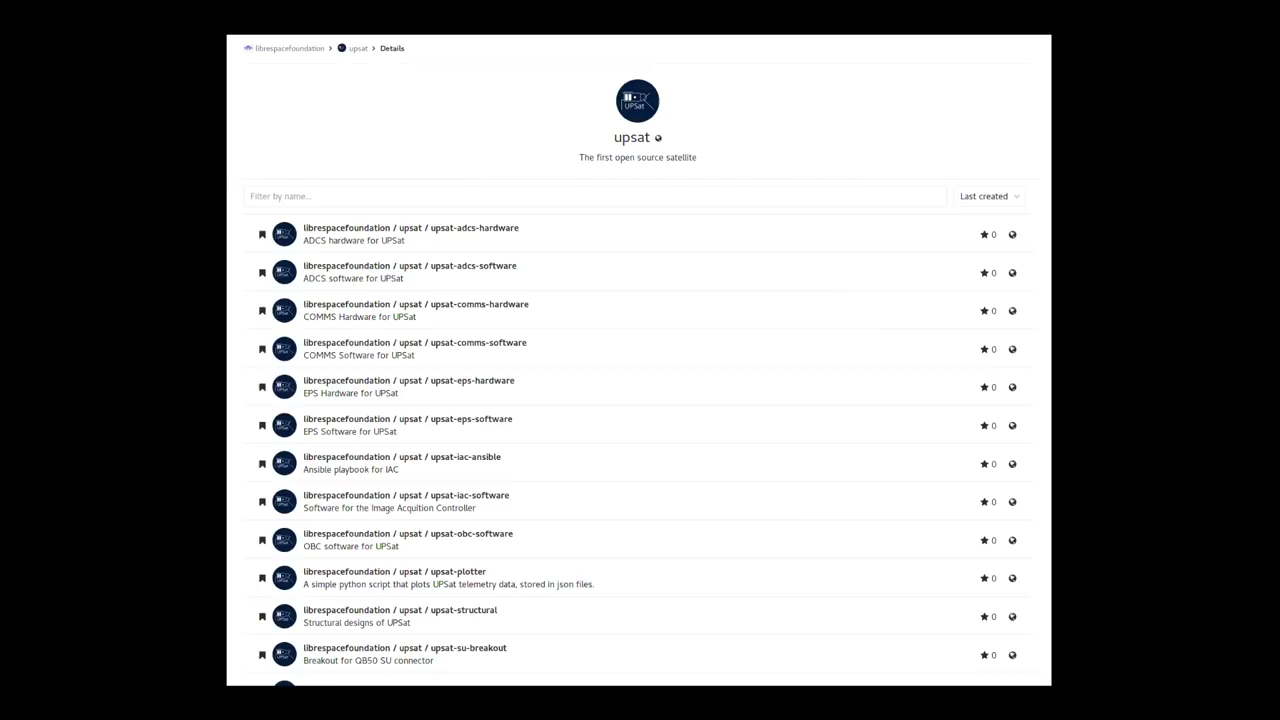 librespacefoundation > upsat > Details
UPSat
upsat
The first open source satellite
Filter by name...
Last created
librespacefoundation / upsat / upsat-adcs-hardware
ADCS hardware for UPSat
0
librespacefoundation / upsat / upsat-adcs-software
ADCS software for UPSat
0
librespacefoundation / upsat / upsat-comms-hardware
COMMS Hardware for UPSat
0
librespacefoundation / upsat / upsat-comms-software
COMMS Software for UPSat
0
librespacefoundation / upsat / upsat-eps-hardware
EPS Hardware for UPSat
0
librespacefoundation / upsat / upsat-eps-software
EPS Software for UPSat
0
librespacefoundation / upsat / upsat-iac-ansible
Ansible playbook for IAC
0
librespacefoundation / upsat / upsat-iac-software
Software for the Image Acquition Controller
0
librespacefoundation / upsat / upsat-obc-software
OBC software for UPSat
0
librespacefoundation / upsat / upsat-plotter
A simple python script that plots UPSat telemetry data, stored in json files.
0
librespacefoundation / upsat / upsat-structural
Structural designs of UPSat
0
librespacefoundation / upsat / upsat-su-breakout
Breakout for QB50 SU connector
0